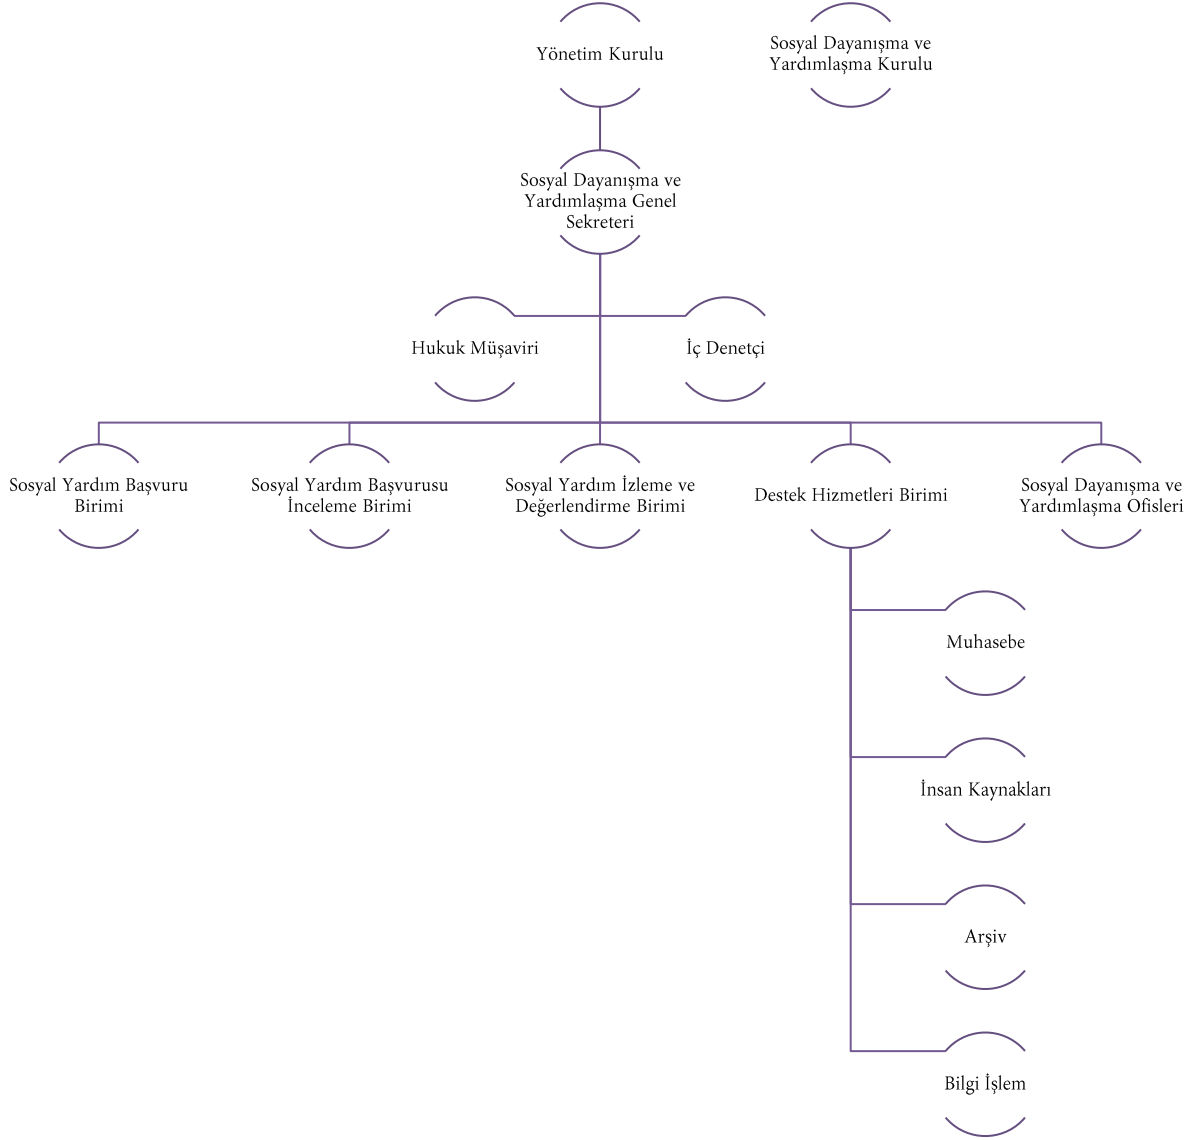 Yönetim Kurulu
Sosyal Dayanışma ve
Yardımlaşma Kurulu
Sosyal Dayanışma ve
Yardımlaşma Genel
Sekreteri
Hukuk Müşaviri
İç Denetçi
Sosyal Yardım Başvuru
Birimi
Sosyal Yardım Başvurusu
İnceleme Birimi
Sosyal Yardım İzleme ve
Değerlendirme Birimi
Destek Hizmetleri Birimi
Sosyal Dayanışma ve
Yardımlaşma Ofisleri
Muhasebe
İnsan Kaynakları
Arşiv
Bilgi İşlem